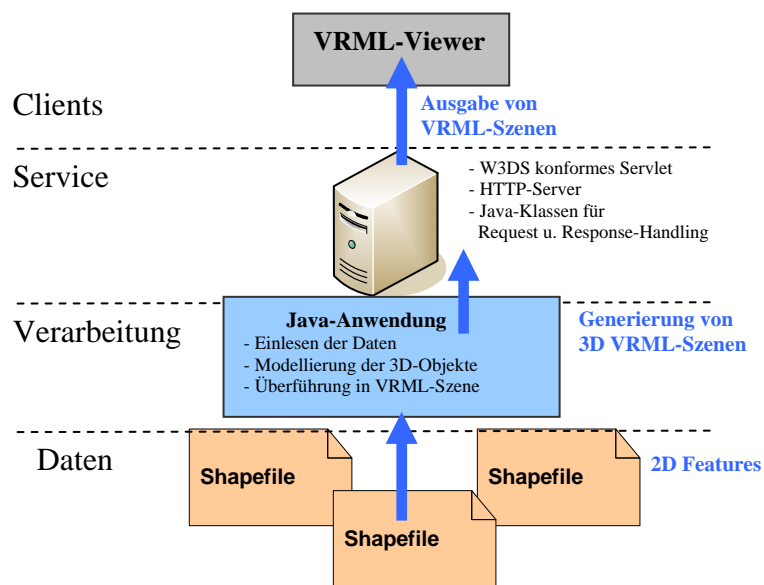 VRML-Viewer
Clients
Ausgabe von
VRML-Szenen
Service
- W3DS konformes Servlet
- HTTP-Server
- Java-Klassen für
Request u. Response-Handling
Verarbeitung
Java-Anwendung
- Einlesen der Daten
- Modellierung der 3D-Objekte
- Überführung in VRML-Szene
Generierung von
3D VRML-Szenen
Daten
Shapefile
Shapefile
Shapefile
2D Features